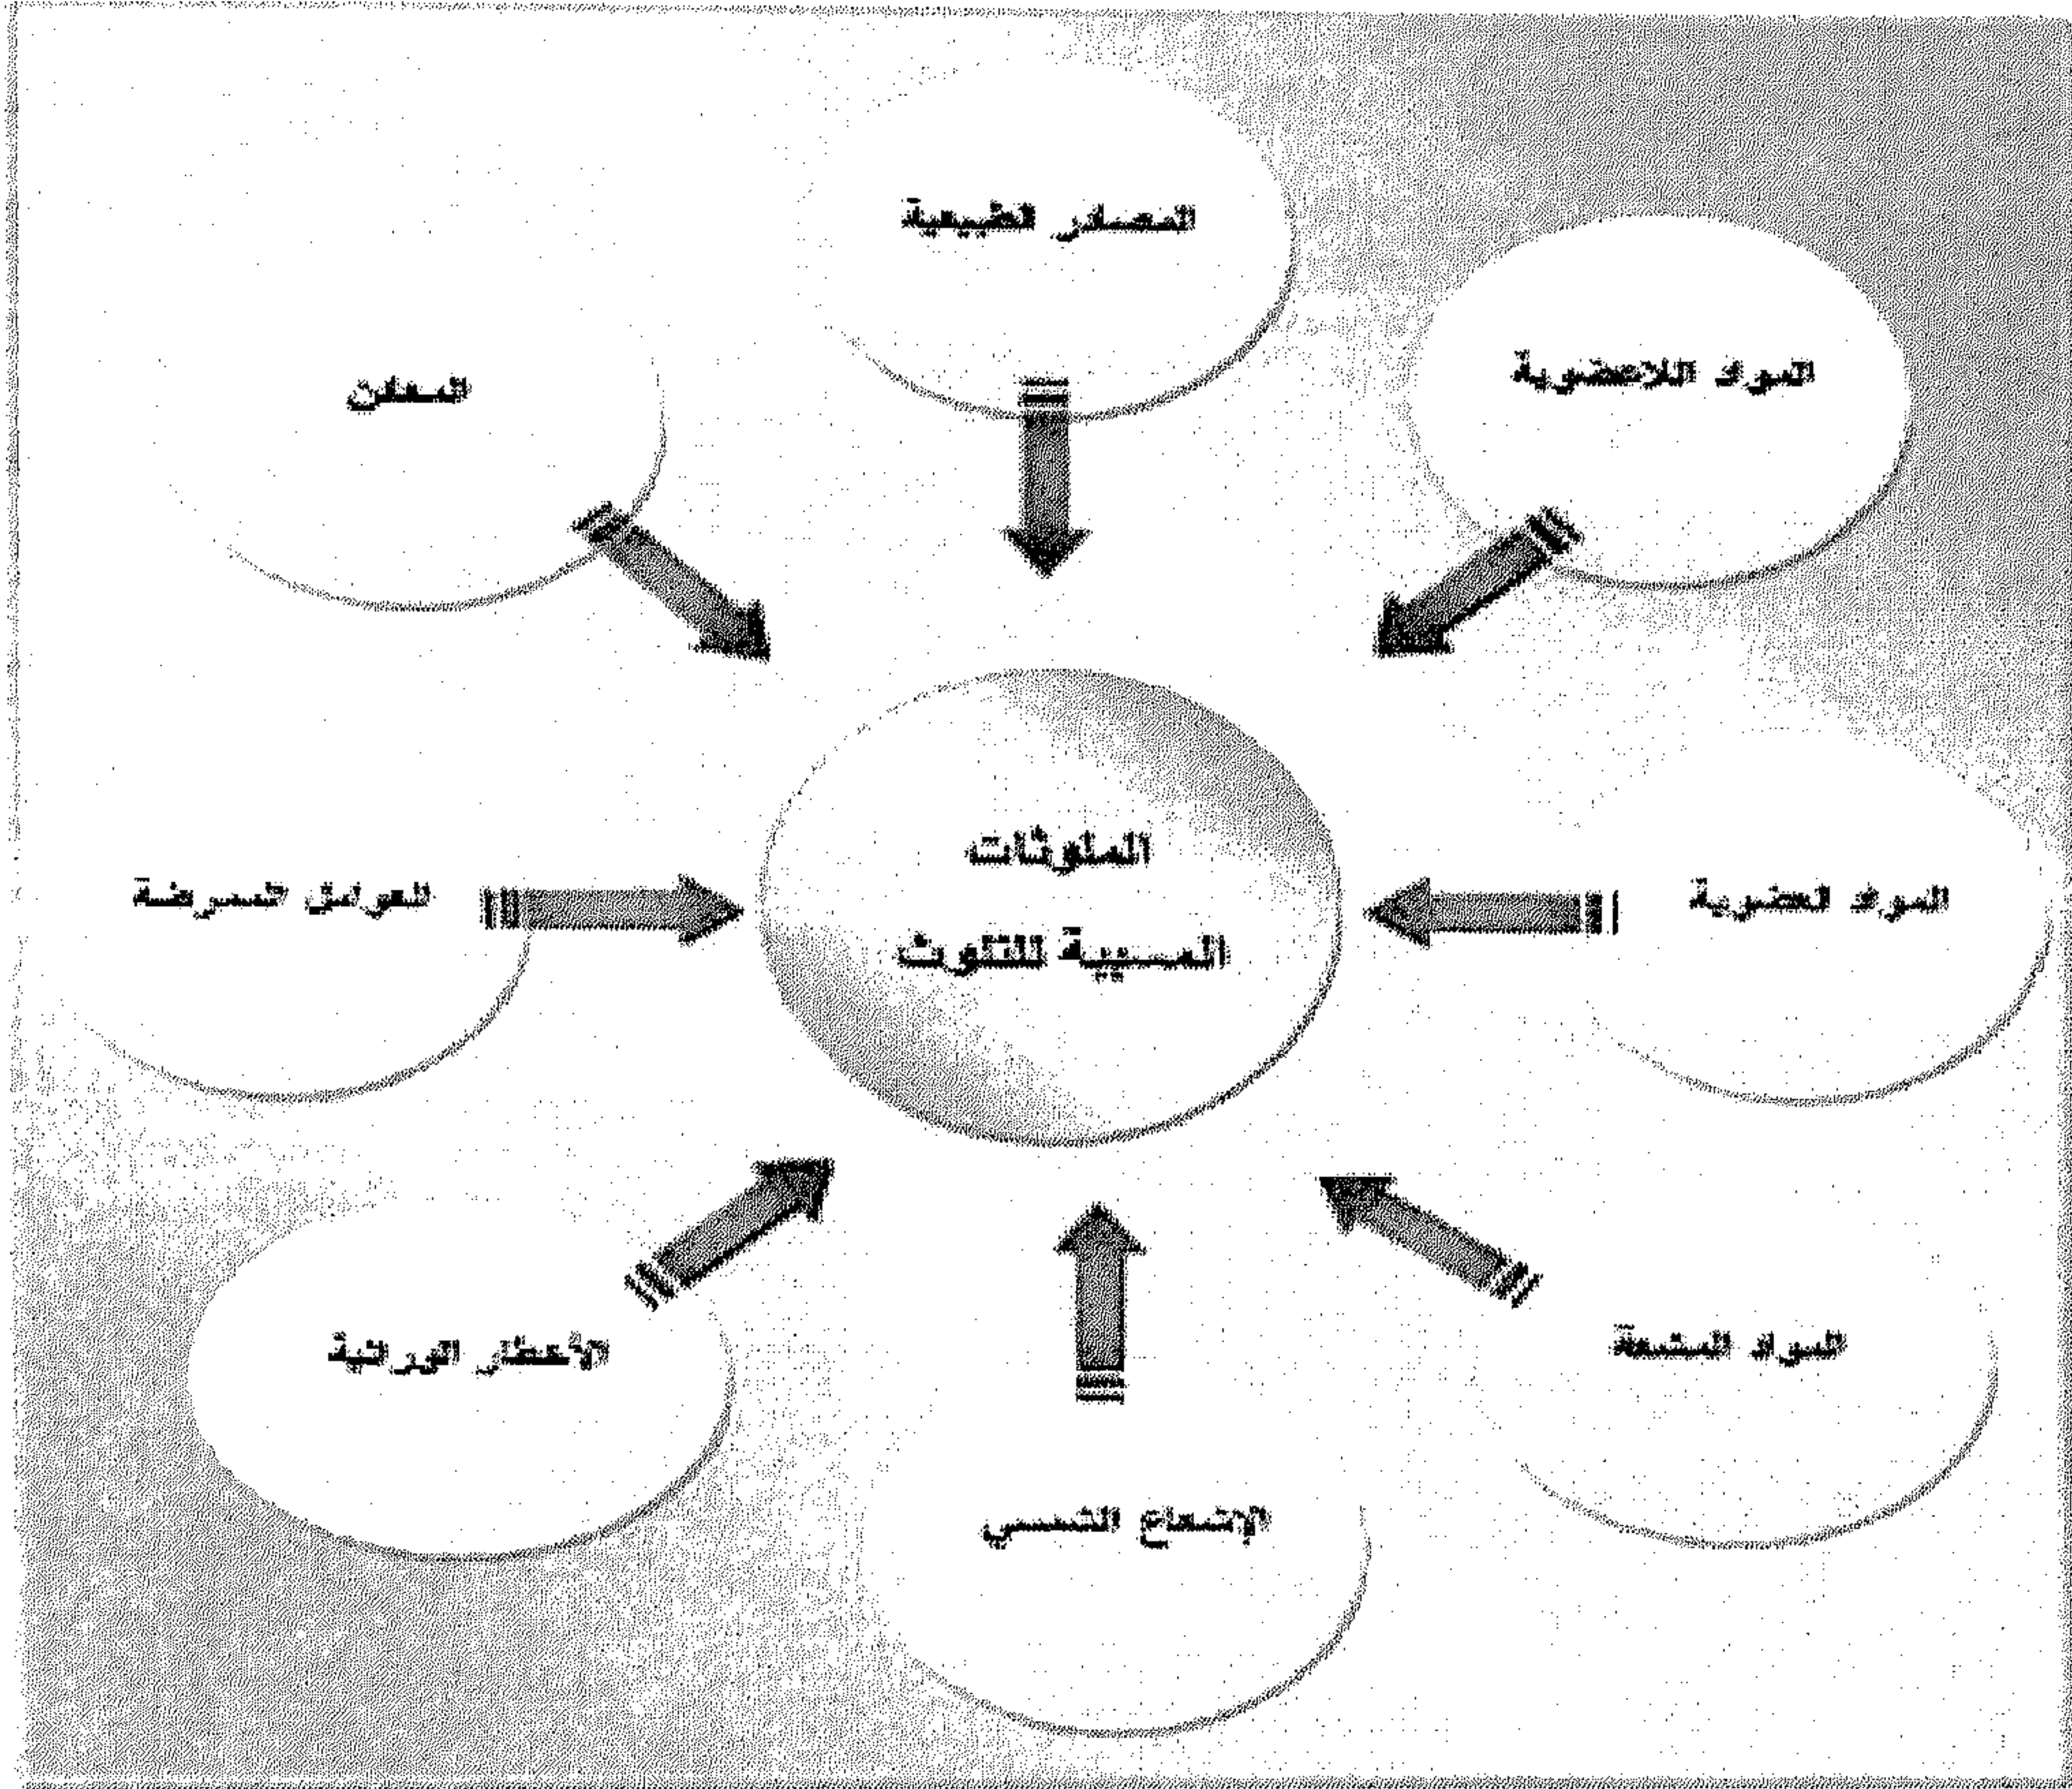 المصادر الطبيعية
المواد اللاعضوية
المعادن
الملوثات
المسببة للتلوث
المواد العضوية
العوامل الممرضة
المواد المشعة
الأخطار الوراثية
الإشعاع الشمسي